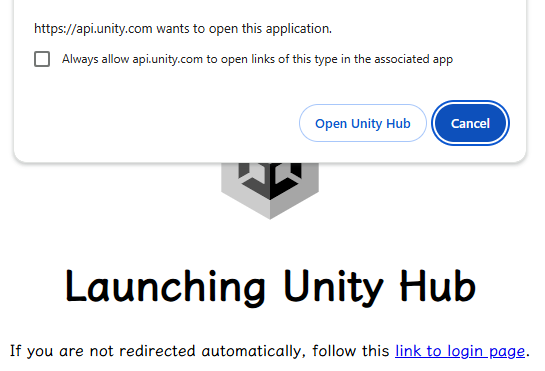 https://api.unity.com wants to open this application.
Always allow api.unity.com to open links of this type in the associated app
Open Unity Hub Cancel
Launching Unity Hub
If you are not redirected automatically, follow this link to login page.